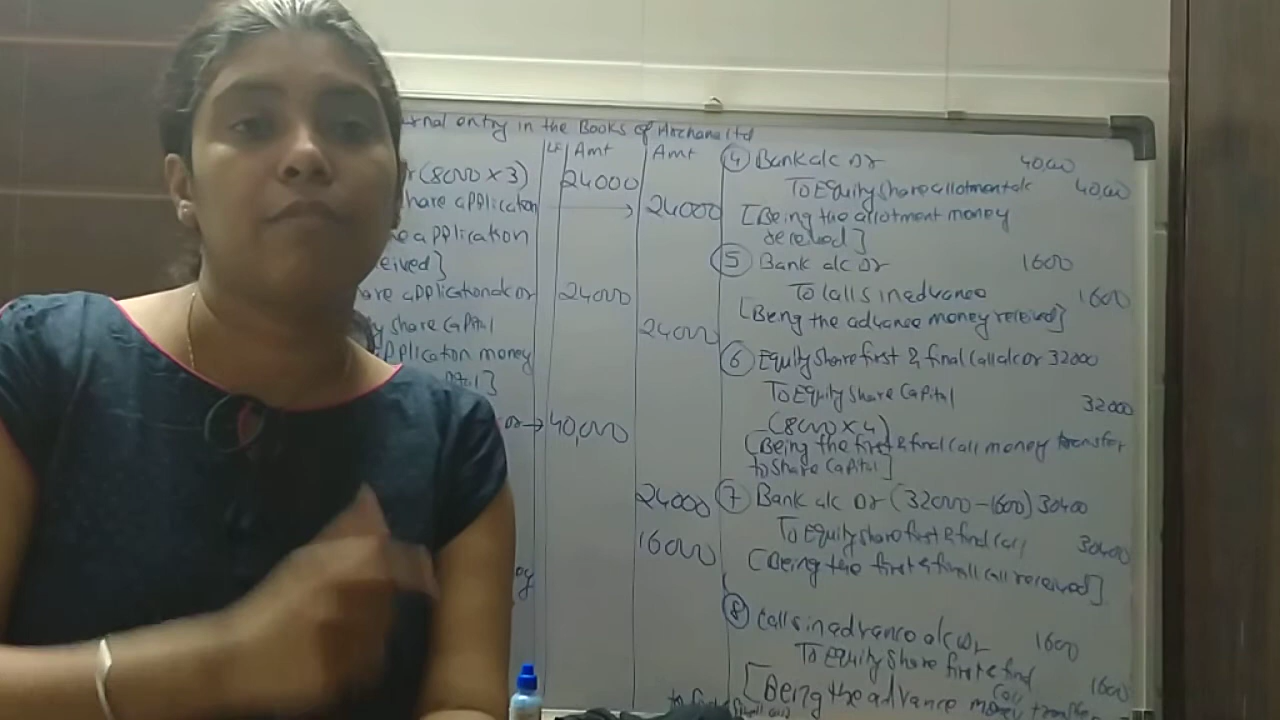 rnal entry in the Books of Archana ltd
LF Amt Amt
r (8000 x 3) 24000
hare application 24000
e application
eived]
are application a/c or 24000
y share capital 24000
pplication money
ital]
or → 40,000
24000
16000
④ Bank a/c Dr 40,000
To Equity share allotment a/c 40,000
[Being the allotment money
received]
⑤ Bank a/c Dr 1600
To Calls in advance 1600
[Being the advance money received]
⑥ Equity share first & final call a/c Dr 32000
To Equity share Capital 32000
(8000 x 4)
(Being the first & final call money transfer
to share capital]
⑦ Bank a/c Dr (32000 - 1600) 30400
To Equity share first & final call 30400
[Being the first & finall call received]
⑧ Calls in advance a/c Dr 1600
To Equity share first & final
call 1600
[Being the advance money